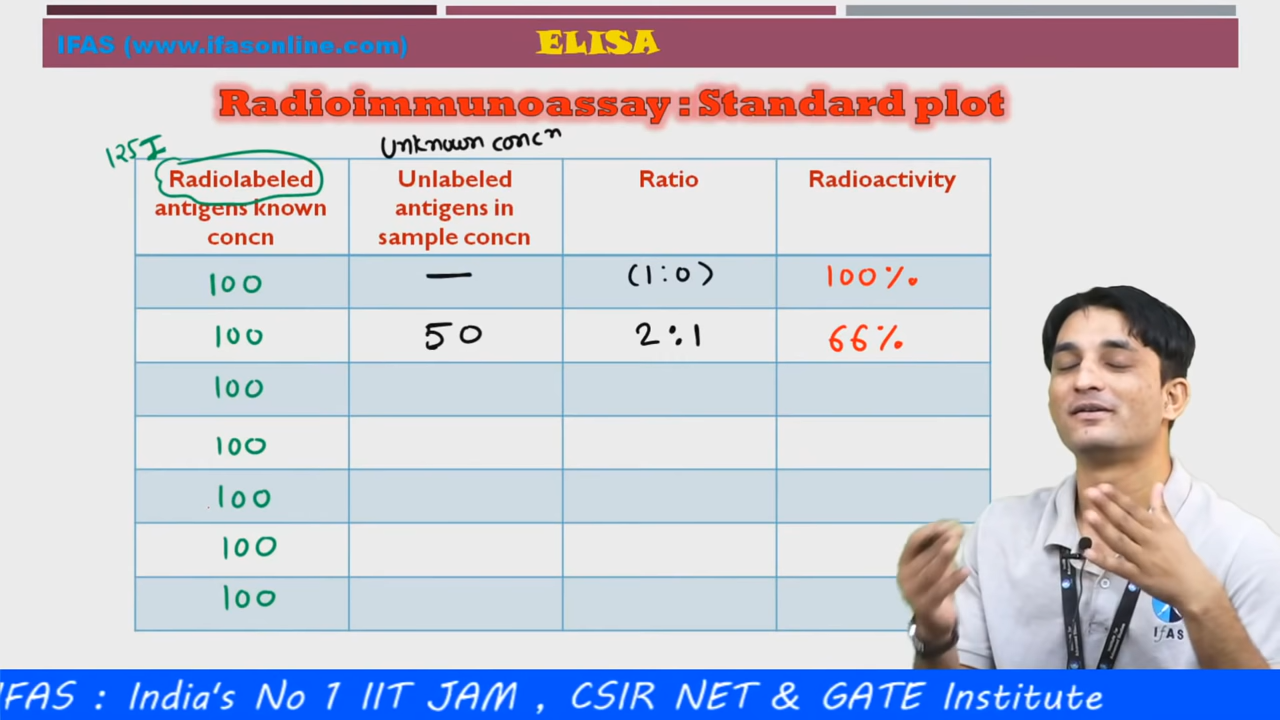 IFAS (www.ifasonline.com)
ELISA
Radioimmunoassay : Standard plot
125I
Unknown concn
Radiolabeled antigens known concn
Unlabeled antigens in sample concn
Ratio
Radioactivity
100 — (1:0) 100%
100 50 2:1 66%
100
100
100
100
100
IFAS
IFAS : India's No 1 IIT JAM , CSIR NET & GATE Institute